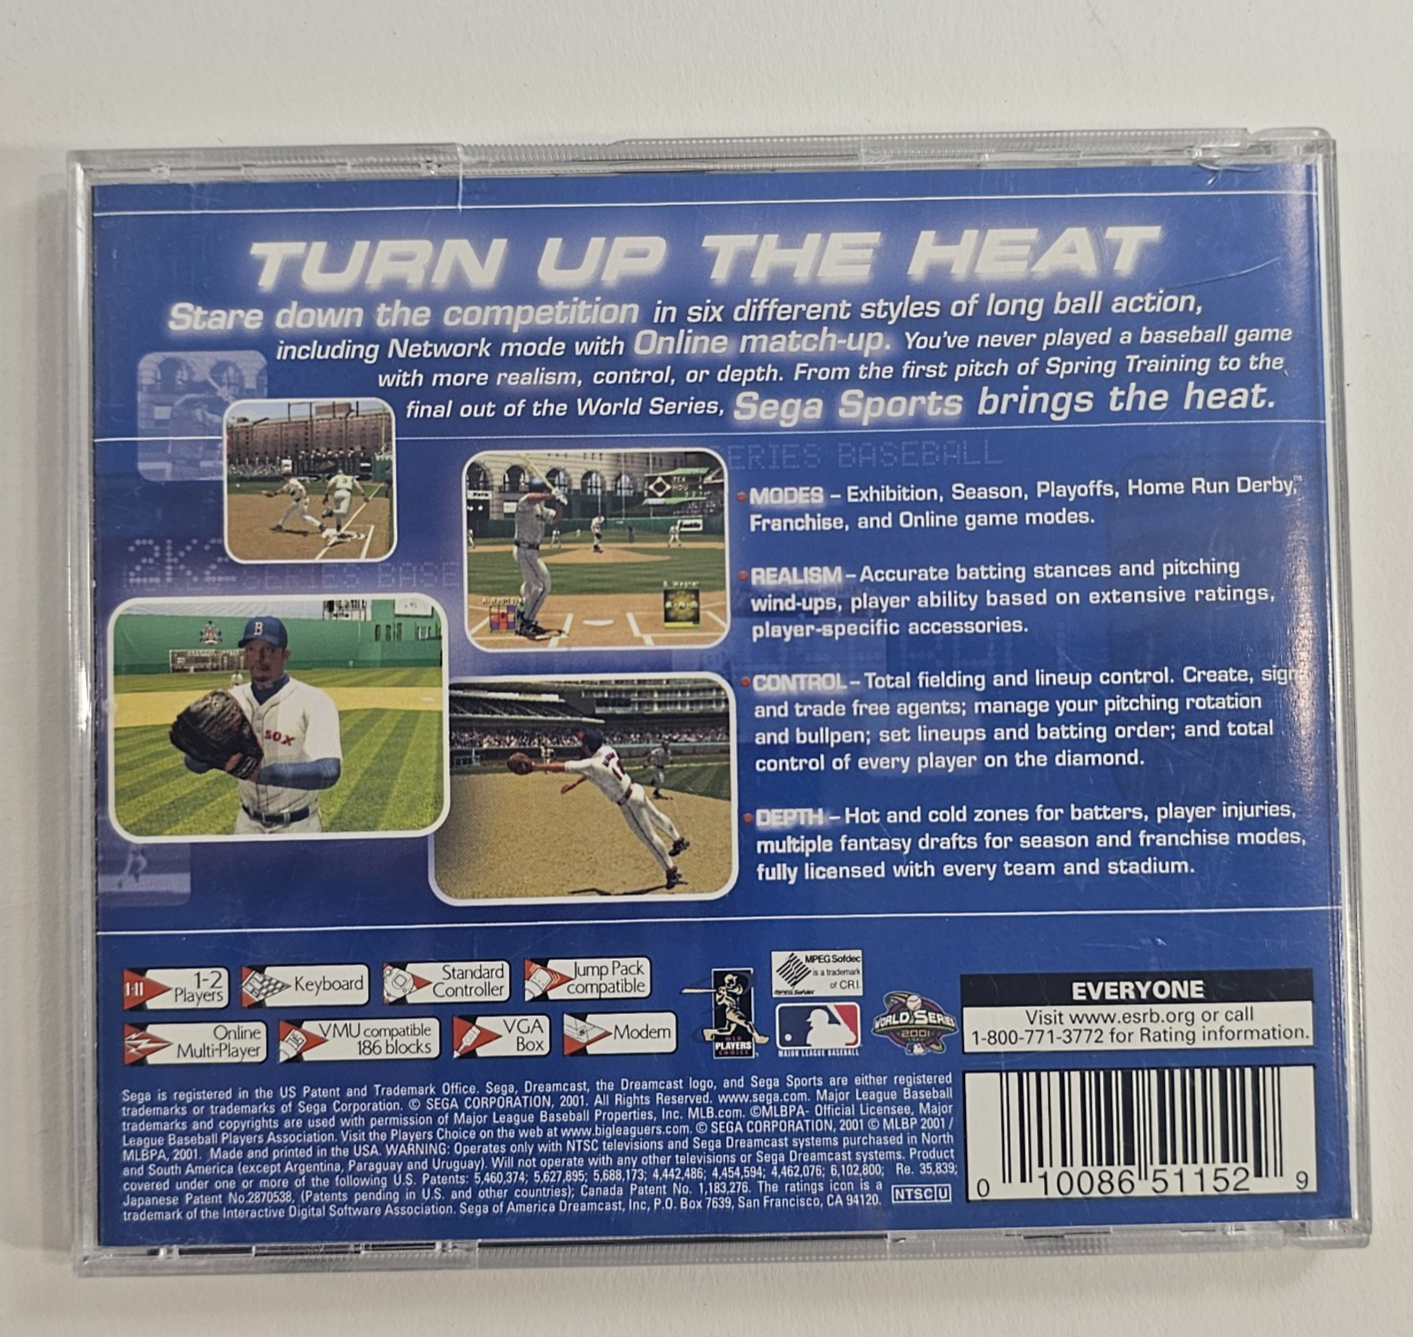 TURN UP THE HEAT
Stare down the competition in six different styles of long ball action,
including Network mode with Online match-up. You've never played a baseball game
with more realism, control, or depth. From the first pitch of Spring Training to the
final out of the World Series, Sega Sports brings the heat.
SERIES BASEBALL
2K2 SERIES BASE
• MODES – Exhibition, Season, Playoffs, Home Run Derby,™
Franchise, and Online game modes.
• REALISM – Accurate batting stances and pitching
wind-ups, player ability based on extensive ratings,
player-specific accessories.
• CONTROL – Total fielding and lineup control. Create, sign
and trade free agents; manage your pitching rotation
and bullpen; set lineups and batting order; and total
control of every player on the diamond.
• DEPTH – Hot and cold zones for batters, player injuries,
multiple fantasy drafts for season and franchise modes,
fully licensed with every team and stadium.
B
SOX
1-2
Players
Keyboard
Standard
Controller
Jump Pack
compatible
Online
Multi-Player
VMU compatible
186 blocks
VGA
Box
Modem
MLB
PLAYERS
CHOICE
MPEG Sofdec
is a trademark
of CRI.
MPEG Sofdec
MAJOR LEAGUE BASEBALL
WORLD SERIES
2001
EVERYONE
Visit www.esrb.org or call
1-800-771-3772 for Rating information.
Sega is registered in the US Patent and Trademark Office. Sega, Dreamcast, the Dreamcast logo, and Sega Sports are either registered
trademarks or trademarks of Sega Corporation. © SEGA CORPORATION, 2001. All Rights Reserved. www.sega.com. Major League Baseball
trademarks and copyrights are used with permission of Major League Baseball Properties, Inc. MLB.com. ©MLBPA- Official Licensee, Major
League Baseball Players Association. Visit the Players Choice on the web at www.bigleaguers.com. © SEGA CORPORATION, 2001 © MLBP 2001 /
MLBPA, 2001. Made and printed in the USA. WARNING: Operates only with NTSC televisions and Sega Dreamcast systems purchased in North
and South America (except Argentina, Paraguay and Uruguay). Will not operate with any other televisions or Sega Dreamcast systems. Product
covered under one or more of the following U.S. Patents: 5,460,374; 5,627,895; 5,688,173; 4,442,486; 4,454,594; 4,462,076; 6,102,800; Re. 35,839;
Japanese Patent No.2870538, (Patents pending in U.S. and other countries); Canada Patent No. 1,183,276. The ratings icon is a
trademark of the Interactive Digital Software Association. Sega of America Dreamcast, Inc, P.O. Box 7639, San Francisco, CA 94120.
NTSC U
0 10086 51152 9